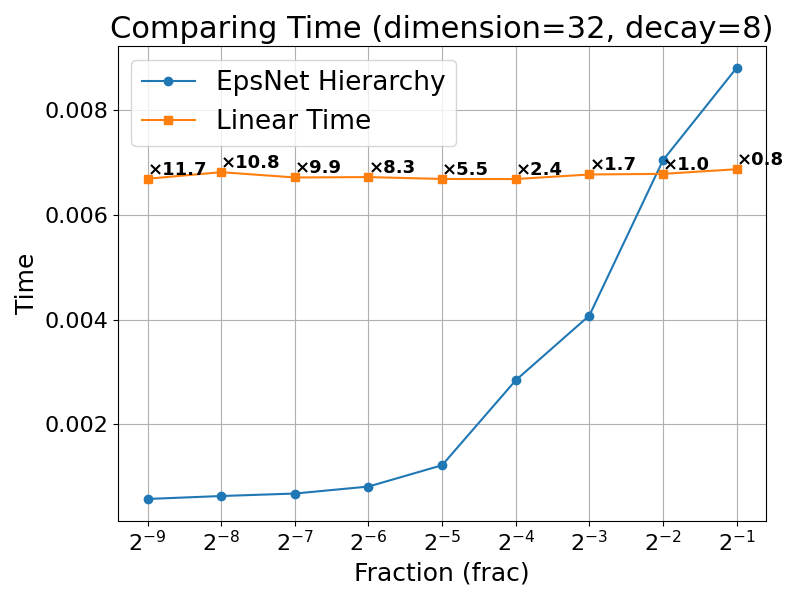 Comparing Time (dimension=32, decay=8)
EpsNet Hierarchy
Linear Time
×11.7 ×10.8 ×9.9 ×8.3 ×5.5 ×2.4 ×1.7 ×1.0 ×0.8
0.008
0.006
0.004
0.002
Time
2⁻⁹ 2⁻⁸ 2⁻⁷ 2⁻⁶ 2⁻⁵ 2⁻⁴ 2⁻³ 2⁻² 2⁻¹
Fraction (frac)